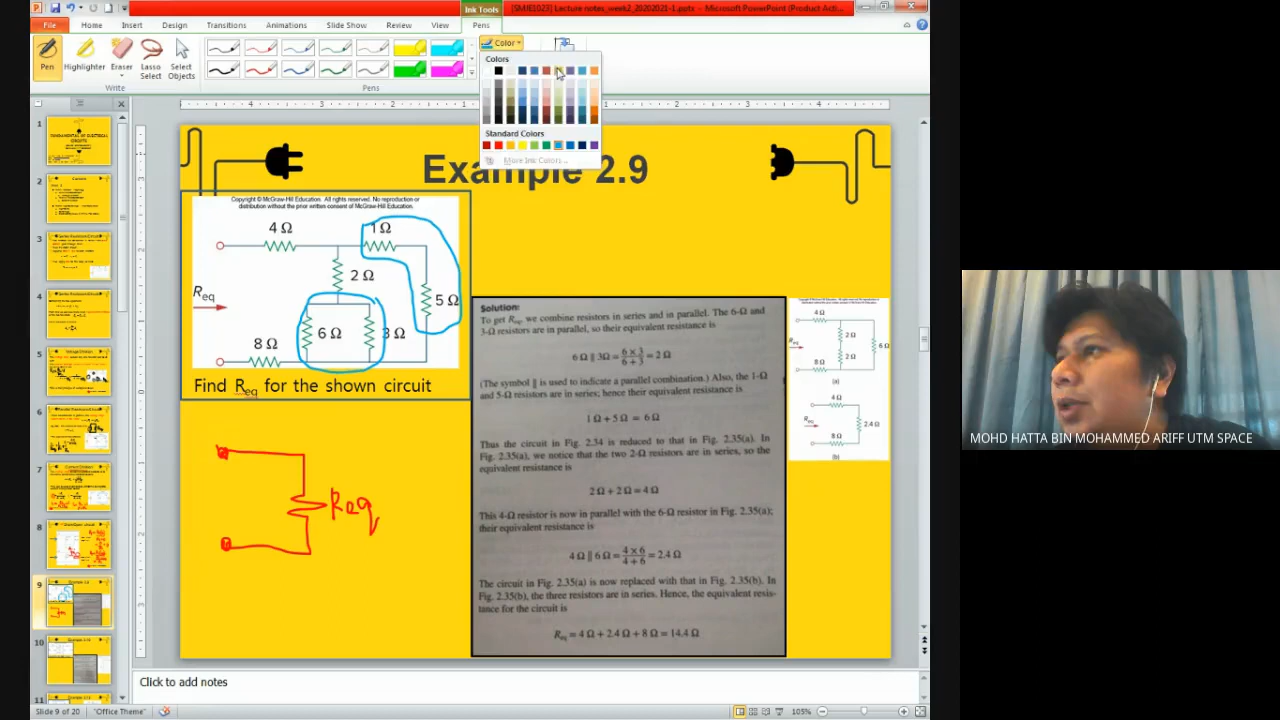 Ink Tools
[SMJE1023] Lecture notes_week2_20202021-1.pptx - Microsoft PowerPoint (Product Acti...
File Home Insert Design Transitions Animations Slide Show Review View Pens
Color
Pen Highlighter Eraser Lasso Select Select Objects
Write
Pens
Colors
Standard Colors
More Ink Colors...
Example 2.9
Copyright © McGraw-Hill Education. All rights reserved. No reproduction or
distribution without the prior written consent of McGraw-Hill Education.
4 Ω
1 Ω
2 Ω
Req
5 Ω
6 Ω
3 Ω
8 Ω
Find Req for the shown circuit
Req
Solution:
To get Req, we combine resistors in series and in parallel. The 6-Ω and
3-Ω resistors are in parallel, so their equivalent resistance is
6 Ω ∥ 3 Ω = 6 × 3 / 6 + 3 = 2 Ω
(The symbol ∥ is used to indicate a parallel combination.) Also, the 1-Ω
and 5-Ω resistors are in series; hence their equivalent resistance is
1 Ω + 5 Ω = 6 Ω
Thus the circuit in Fig. 2.34 is reduced to that in Fig. 2.35(a). In
Fig. 2.35(a), we notice that the two 2-Ω resistors are in series, so the
equivalent resistance is
2 Ω + 2 Ω = 4 Ω
This 4-Ω resistor is now in parallel with the 6-Ω resistor in Fig. 2.35(a);
their equivalent resistance is
4 Ω ∥ 6 Ω = 4 × 6 / 4 + 6 = 2.4 Ω
The circuit in Fig. 2.35(a) is now replaced with that in Fig. 2.35(b). In
Fig. 2.35(b), the three resistors are in series. Hence, the equivalent resis-
tance for the circuit is
Req = 4 Ω + 2.4 Ω + 8 Ω = 14.4 Ω
4 Ω
2 Ω
Req
6 Ω
2 Ω
8 Ω
(a)
4 Ω
Req
2.4 Ω
8 Ω
(b)
MOHD HATTA BIN MOHAMMED ARIFF UTM SPACE
1
2
3
4
5
6
7
8
9
10
11
Click to add notes
Slide 9 of 20 "Office Theme" 105%